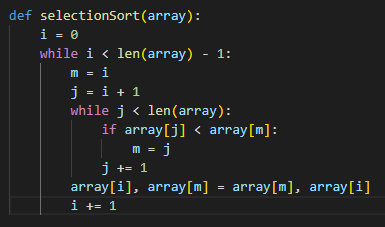 def selectionSort(array):
    i = 0
    while i < len(array) - 1:
        m = i
        j = i + 1
        while j < len(array):
            if array[j] < array[m]:
                m = j
            j += 1
        array[i], array[m] = array[m], array[i]
        i += 1